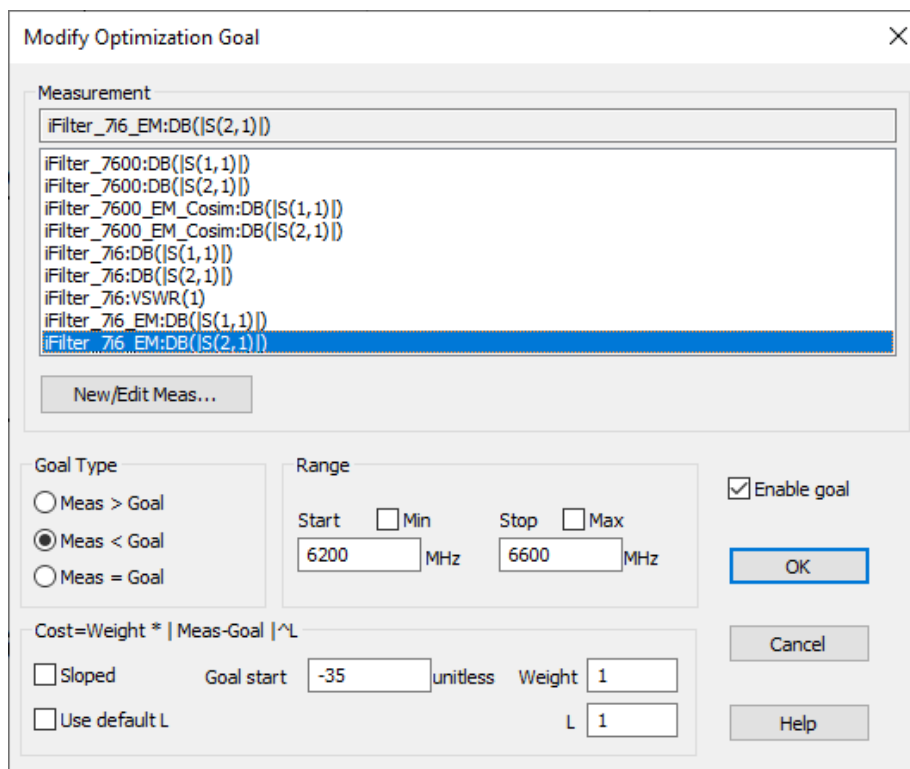 Modify Optimization Goal
Measurement
iFilter_7i6_EM:DB(|S(2,1)|)
iFilter_7600:DB(|S(1,1)|)
iFilter_7600:DB(|S(2,1)|)
iFilter_7600_EM_Cosim:DB(|S(1,1)|)
iFilter_7600_EM_Cosim:DB(|S(2,1)|)
iFilter_7i6:DB(|S(1,1)|)
iFilter_7i6:DB(|S(2,1)|)
iFilter_7i6:VSWR(1)
iFilter_7i6_EM:DB(|S(1,1)|)
iFilter_7i6_EM:DB(|S(2,1)|)
New/Edit Meas...
Goal Type
Meas > Goal
Meas < Goal
Meas = Goal
Range
Start Min Stop Max
6200 MHz 6600 MHz
Enable goal
OK
Cost=Weight * | Meas-Goal |^L
Sloped Goal start -35 unitless Weight 1
Use default L L 1
Cancel
Help